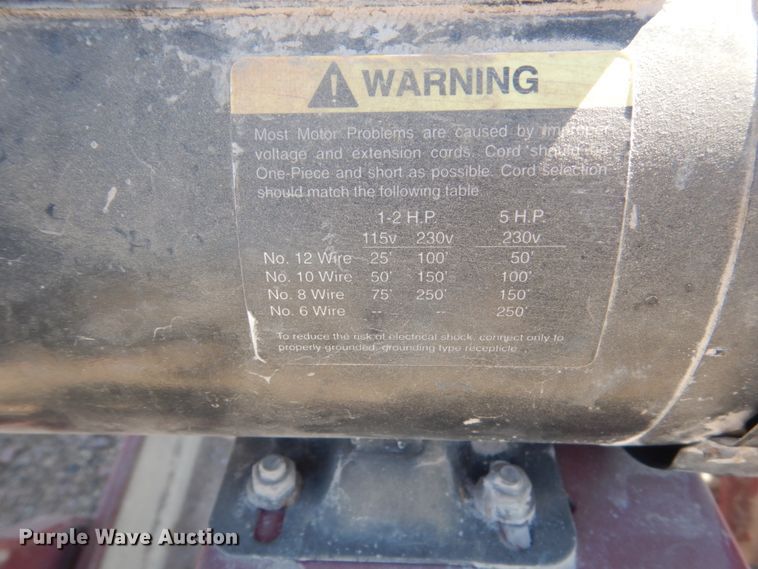 WARNING
Most Motor Problems are caused by improper
voltage and extension cords. Cord should be
One-Piece and short as possible. Cord selection
should match the following table.
1-2 H.P. 5 H.P.
115v 230v 230v
No. 12 Wire 25' 100' 50'
No. 10 Wire 50' 150' 100'
No. 8 Wire 75' 250' 150'
No. 6 Wire -- -- 250'
To reduce the risk of electrical shock, connect only to
properly grounded, grounding type recepticle.
Purple Wave Auction